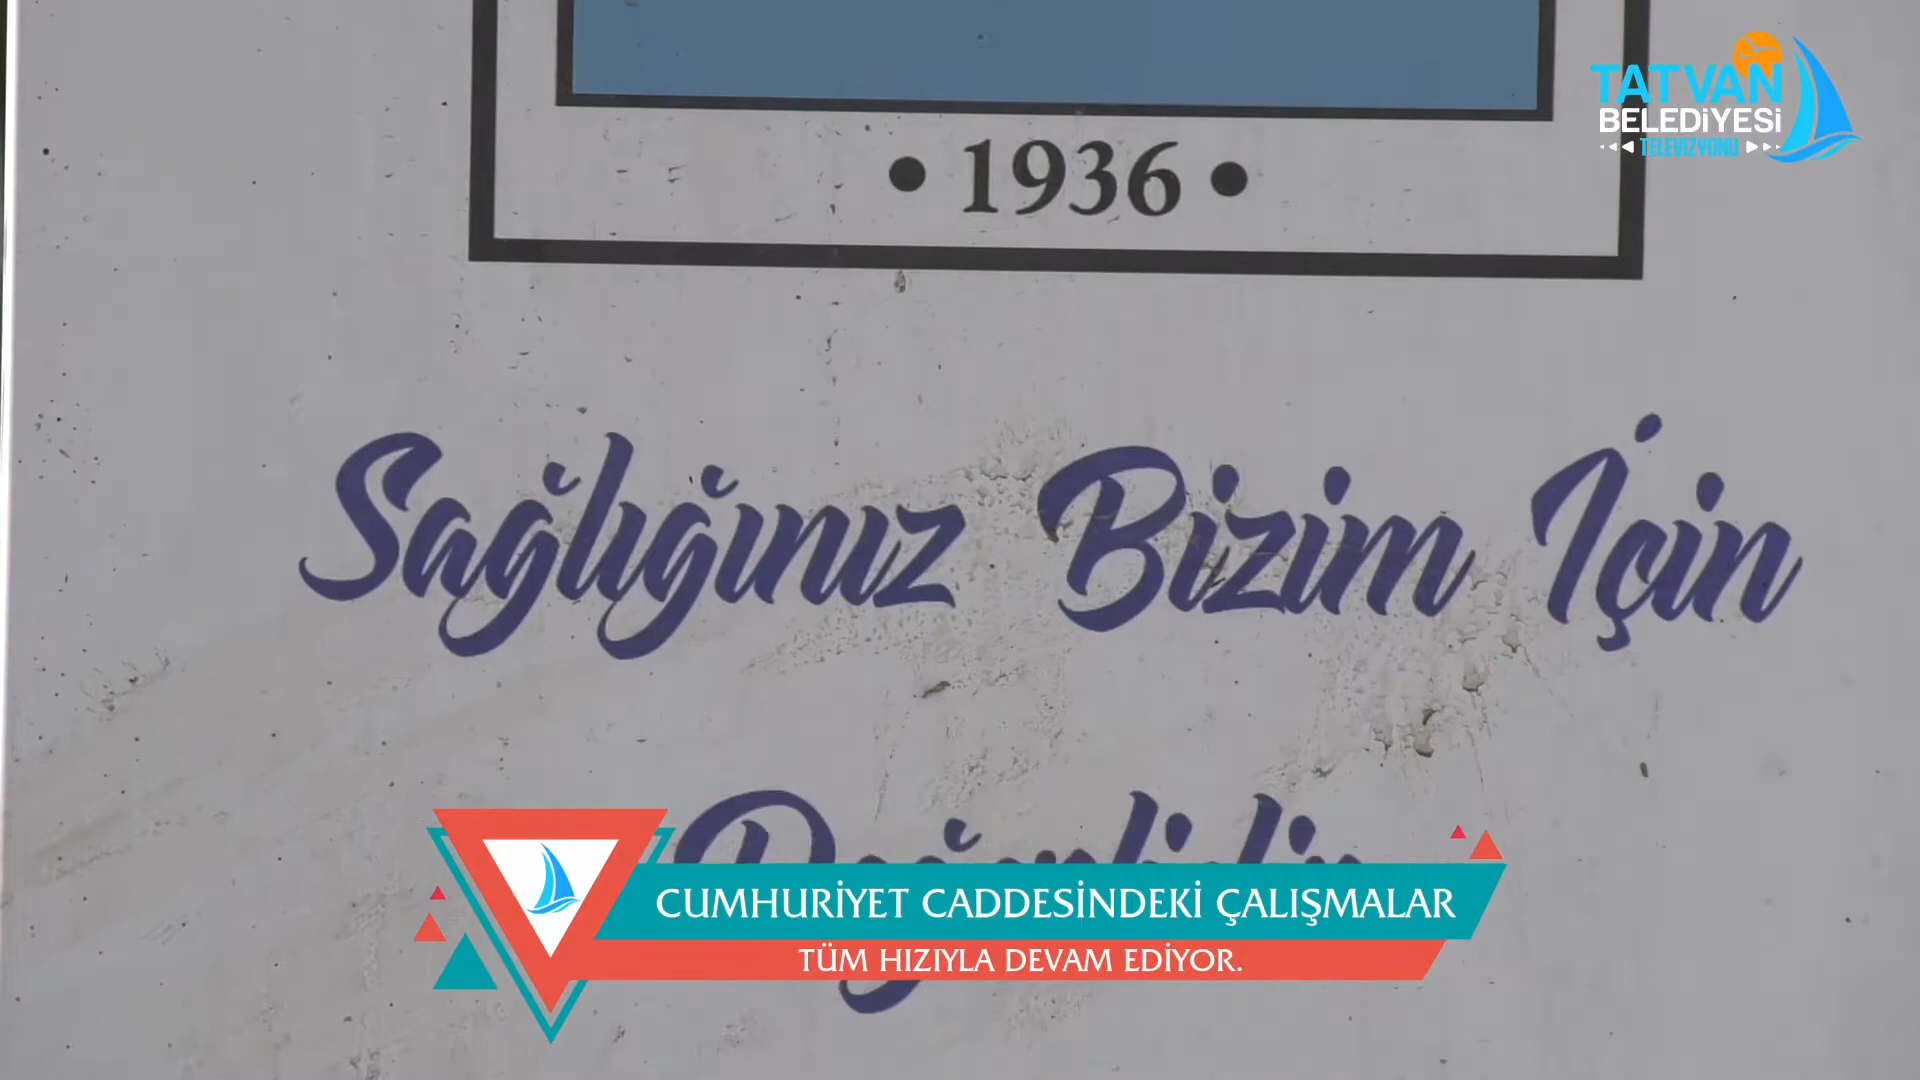 TATVAN
BELEDİYESİ
TELEVİZYONU
• 1936 •
Sağlığınız Bizim İçin
CUMHURİYET CADDESİNDEKİ ÇALIŞMALAR
TÜM HIZIYLA DEVAM EDİYOR.